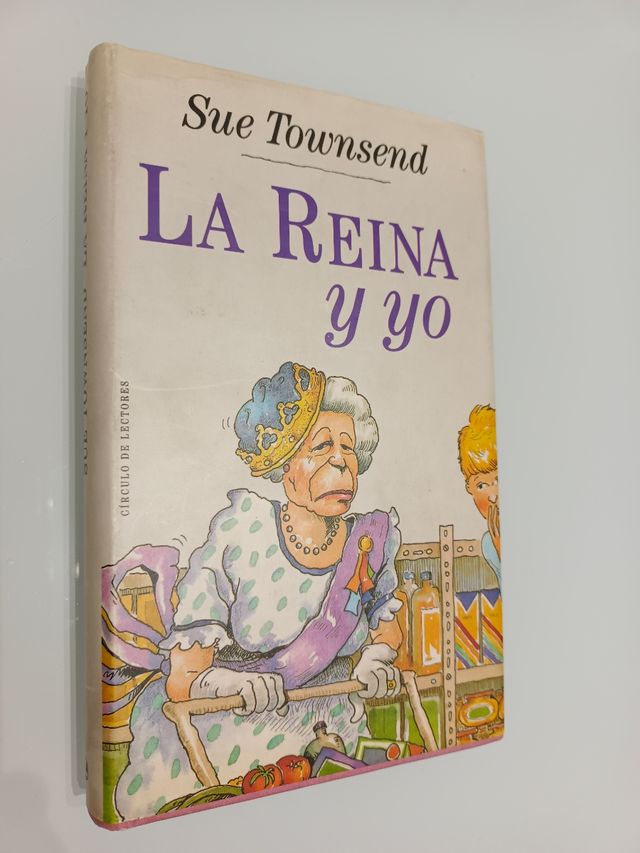 Sue Townsend
LA REINA
y yo
CÍRCULO DE LECTORES
SUE TOWNSEND